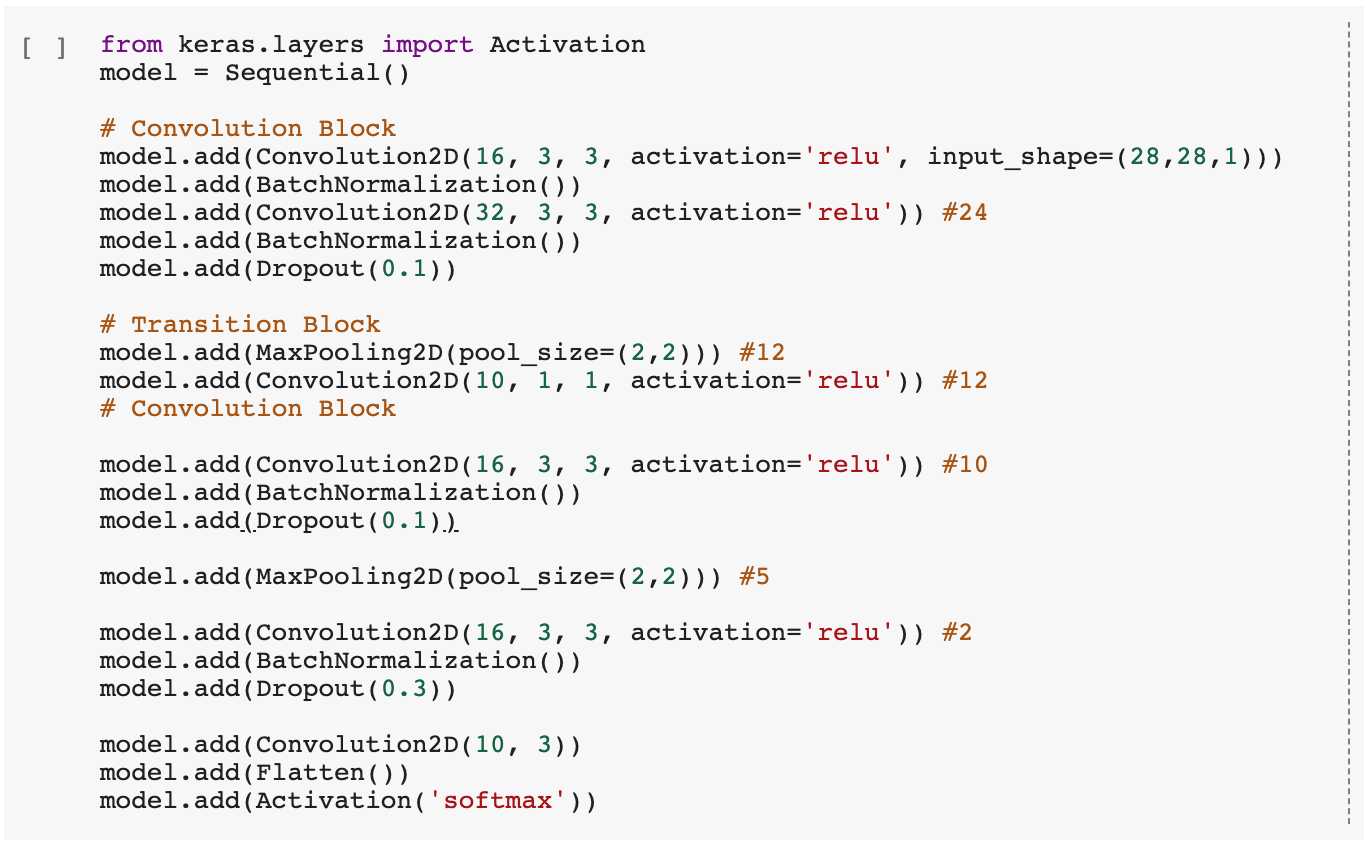 [ ] from keras.layers import Activation
model = Sequential()
# Convolution Block
model.add(Convolution2D(16, 3, 3, activation='relu', input_shape=(28,28,1)))
model.add(BatchNormalization())
model.add(Convolution2D(32, 3, 3, activation='relu')) #24
model.add(BatchNormalization())
model.add(Dropout(0.1))
# Transition Block
model.add(MaxPooling2D(pool_size=(2,2))) #12
model.add(Convolution2D(10, 1, 1, activation='relu')) #12
# Convolution Block
model.add(Convolution2D(16, 3, 3, activation='relu')) #10
model.add(BatchNormalization())
model.add(Dropout(0.1))
model.add(MaxPooling2D(pool_size=(2,2))) #5
model.add(Convolution2D(16, 3, 3, activation='relu')) #2
model.add(BatchNormalization())
model.add(Dropout(0.3))
model.add(Convolution2D(10, 3))
model.add(Flatten())
model.add(Activation('softmax'))